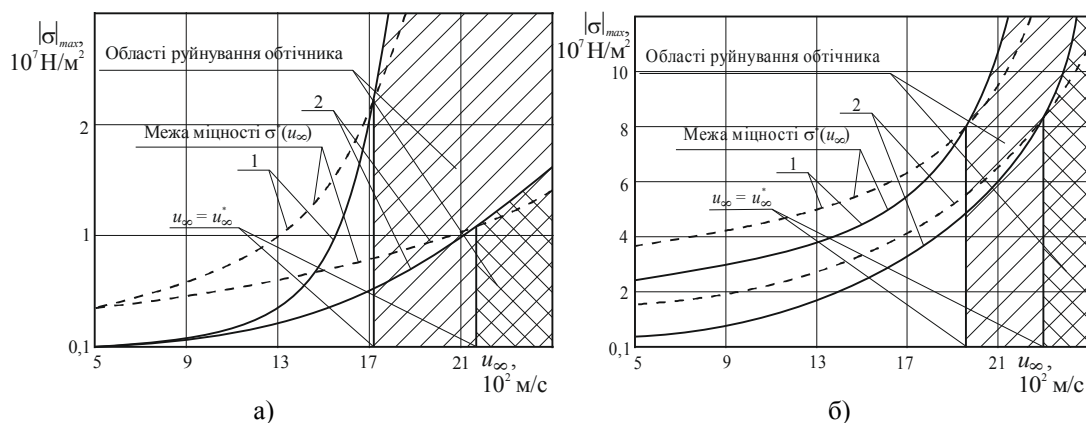 |σ|max,
10⁷ Н/м²
Області руйнування обтічника
2
2
Межа міцності σ*(u∞)
1
1
u∞ = u*∞
0,1
5
9
13
17
21
u∞,
10² м/с
а)
|σ|max,
10⁷ Н/м²
Області руйнування обтічника
10
2
8
Межа міцності σ*(u∞)
1
6
u∞ = u*∞
4
2
0,1
5
9
13
17
21
u∞,
10² м/с
б)